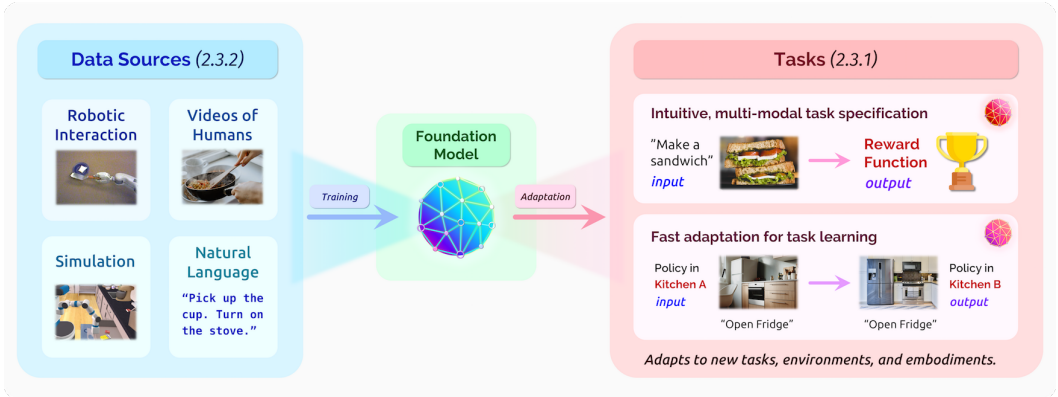 Data Sources (2.3.2)
Robotic
Interaction
Videos of
Humans
Simulation
Natural
Language
“Pick up the
cup. Turn on
the stove.”
Training
Foundation
Model
Adaptation
Tasks (2.3.1)
Intuitive, multi-modal task specification
”Make a
sandwich“
input
Reward
Function
output
Fast adaptation for task learning
Policy in
Kitchen A
input
“Open Fridge”
“Open Fridge”
Policy in
Kitchen B
output
Adapts to new tasks, environments, and embodiments.